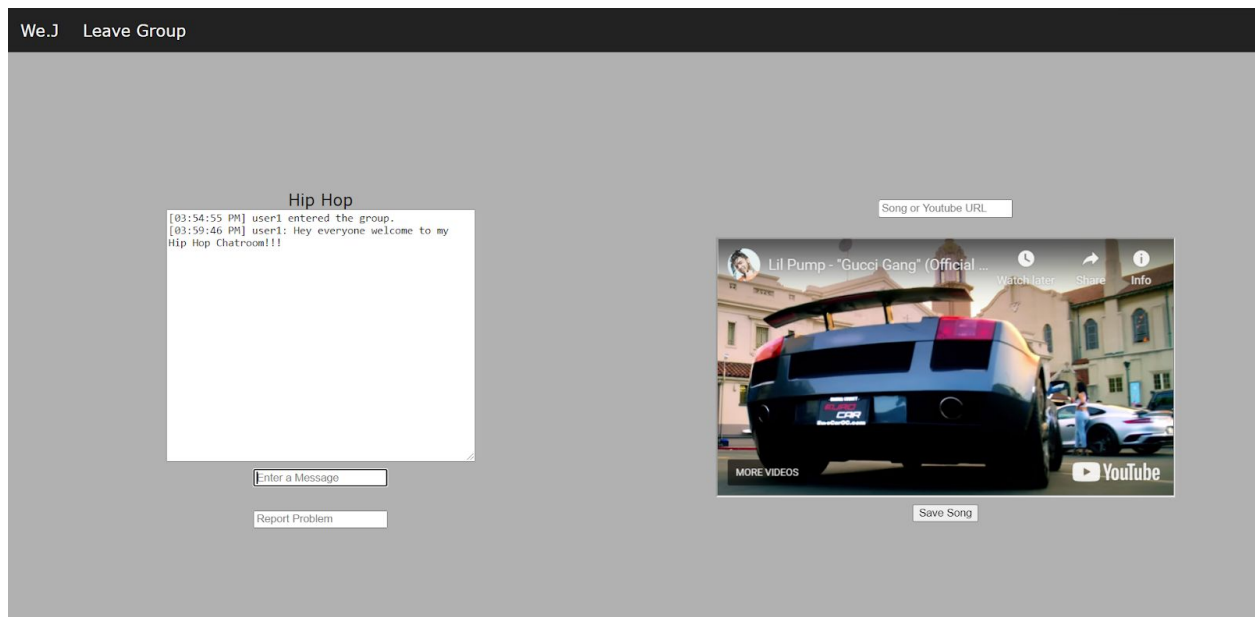 We.J Leave Group
Hip Hop
[03:54:55 PM] user1 entered the group.
[03:59:46 PM] user1: Hey everyone welcome to my
Hip Hop Chatroom!!!
Enter a Message
Report Problem
Song or Youtube URL
Lil Pump - "Gucci Gang" (Official ...
Watch later Share Info
EURO
CAR
MORE VIDEOS
YouTube
Save Song